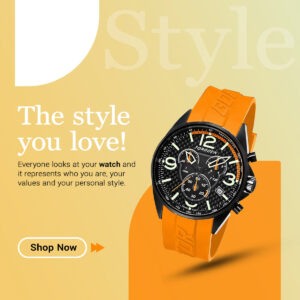 Style
The style
you love!
Everyone looks at your watch and
it represents who you are, your
values and your personal style.
Shop Now